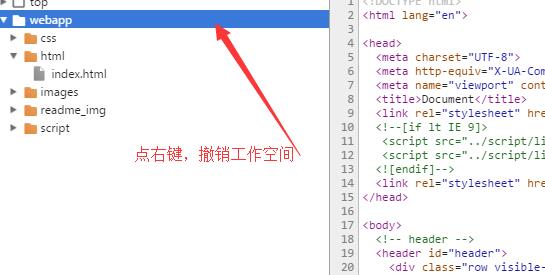 top
webapp
css
html
index.html
images
readme_img
script
点右键，撤销工作空间
1 <!DOCTYPE html>
2 <html lang="en">
3
4 <head>
5 <meta charset="UTF-8">
6 <meta http-equiv="X-UA-Com
7 <meta name="viewport" cont
8 <title>Document</title>
9 <link rel="stylesheet" hre
10 <!--[if lt IE 9]>
11 <script src="../script/li
12 <script src="../script/li
13 <![endif]-->
14 <link rel="stylesheet" hre
15 </head>
16
17 <body>
18 <!-- header -->
19 <header id="header">
20 <div class="row visible-